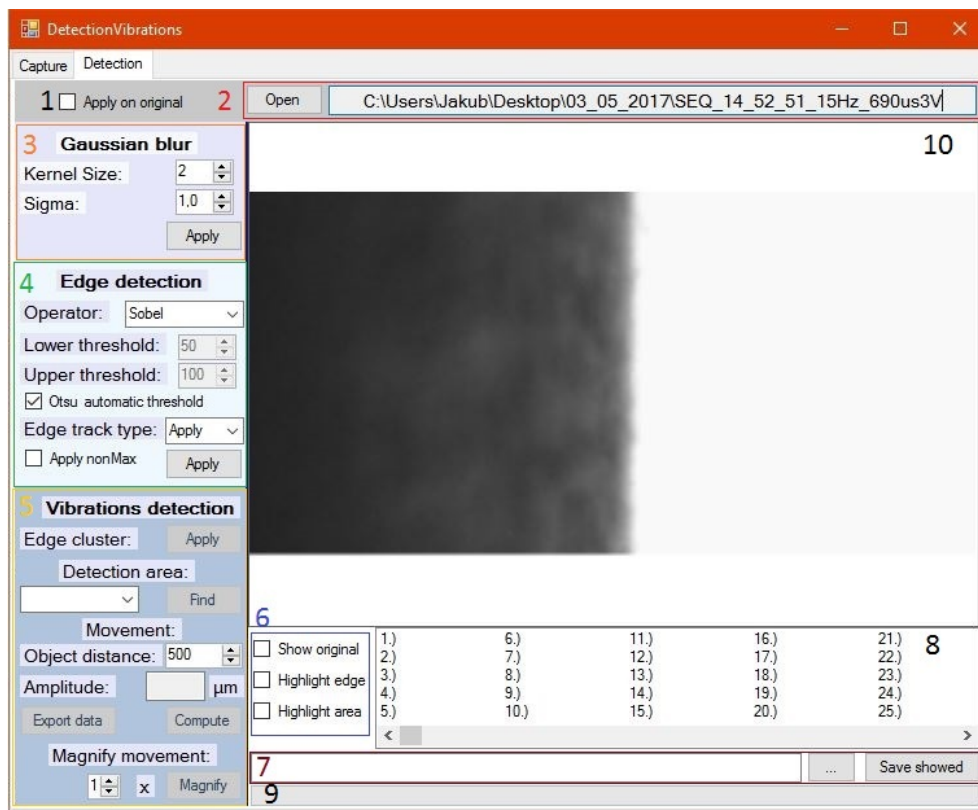 DetectionVibrations
Capture Detection
1 Apply on original 2 Open C:\Users\Jakub\Desktop\03_05_2017\SEQ_14_52_51_15Hz_690us3V
3 Gaussian blur
Kernel Size: 2
Sigma: 1,0
Apply
10
4 Edge detection
Operator: Sobel
Lower threshold: 50
Upper threshold: 100
Otsu automatic threshold
Edge track type: Apply
Apply nonMax Apply
5 Vibrations detection
Edge cluster: Apply
Detection area:
Find
Movement:
Object distance: 500
Amplitude: μm
Export data Compute
Magnify movement:
1 x Magnify
6
Show original
Highlight edge
Highlight area
1.) 6.) 11.) 16.) 21.)
2.) 7.) 12.) 17.) 22.)
3.) 8.) 13.) 18.) 23.)
4.) 9.) 14.) 19.) 24.)
5.) 10.) 15.) 20.) 25.)
8
7 ... Save showed
9